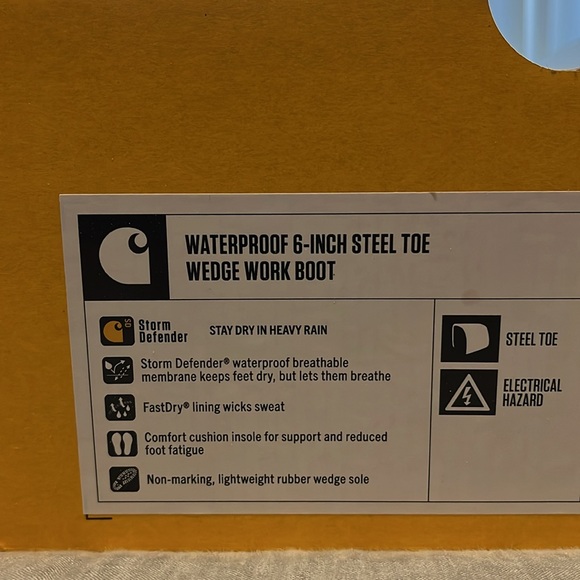 WATERPROOF 6-INCH STEEL TOE
WEDGE WORK BOOT
Storm
Defender
STAY DRY IN HEAVY RAIN
Storm Defender® waterproof breathable
membrane keeps feet dry, but lets them breathe
FastDry® lining wicks sweat
Comfort cushion insole for support and reduced
foot fatigue
Non-marking, lightweight rubber wedge sole
STEEL TOE
ELECTRICAL
HAZARD